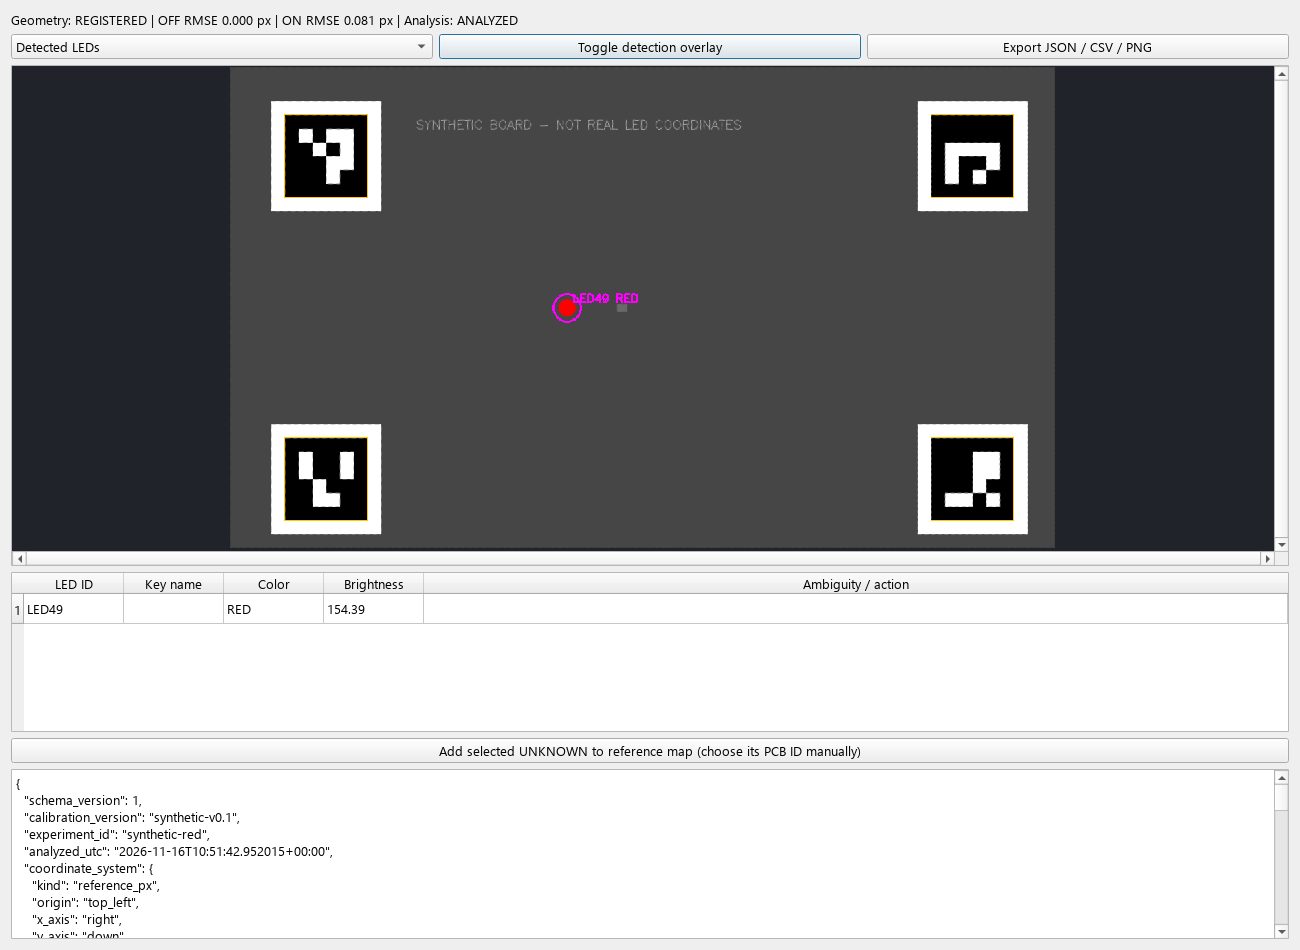 Geometry: REGISTERED | OFF RMSE 0.000 px | ON RMSE 0.081 px | Analysis: ANALYZED
Detected LEDs
Toggle detection overlay
Export JSON / CSV / PNG
SYNTHETIC BOARD — NOT REAL LED COORDINATES
LED49 RED
LED ID Key name Color Brightness Ambiguity / action
1 LED49 RED 154.39
Add selected UNKNOWN to reference map (choose its PCB ID manually)
{
"schema_version": 1,
"calibration_version": "synthetic-v0.1",
"experiment_id": "synthetic-red",
"analyzed_utc": "2026-11-16T10:51:42.952015+00:00",
"coordinate_system": {
"kind": "reference_px",
"origin": "top_left",
"x_axis": "right",
"y_axis": "down"